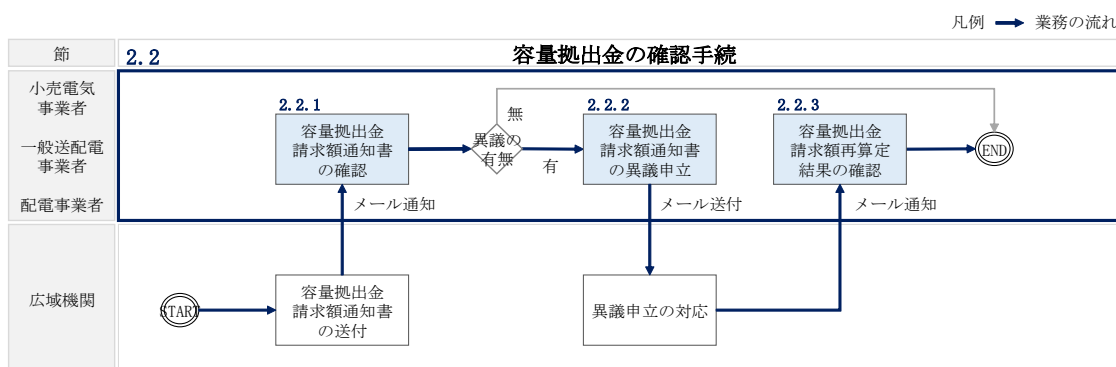 凡例 業務の流れ
節
2.2 容量拠出金の確認手続
小売電気
事業者
一般送配電
事業者
配電事業者
2.2.1
容量拠出金
請求額通知書
の確認
異議の
有無
無
有
2.2.2
容量拠出金
請求額通知書
の異議申立
2.2.3
容量拠出金
請求額再算定
結果の確認
END
メール通知
メール送付
メール通知
広域機関
START
容量拠出金
請求額通知書
の送付
異議申立の対応